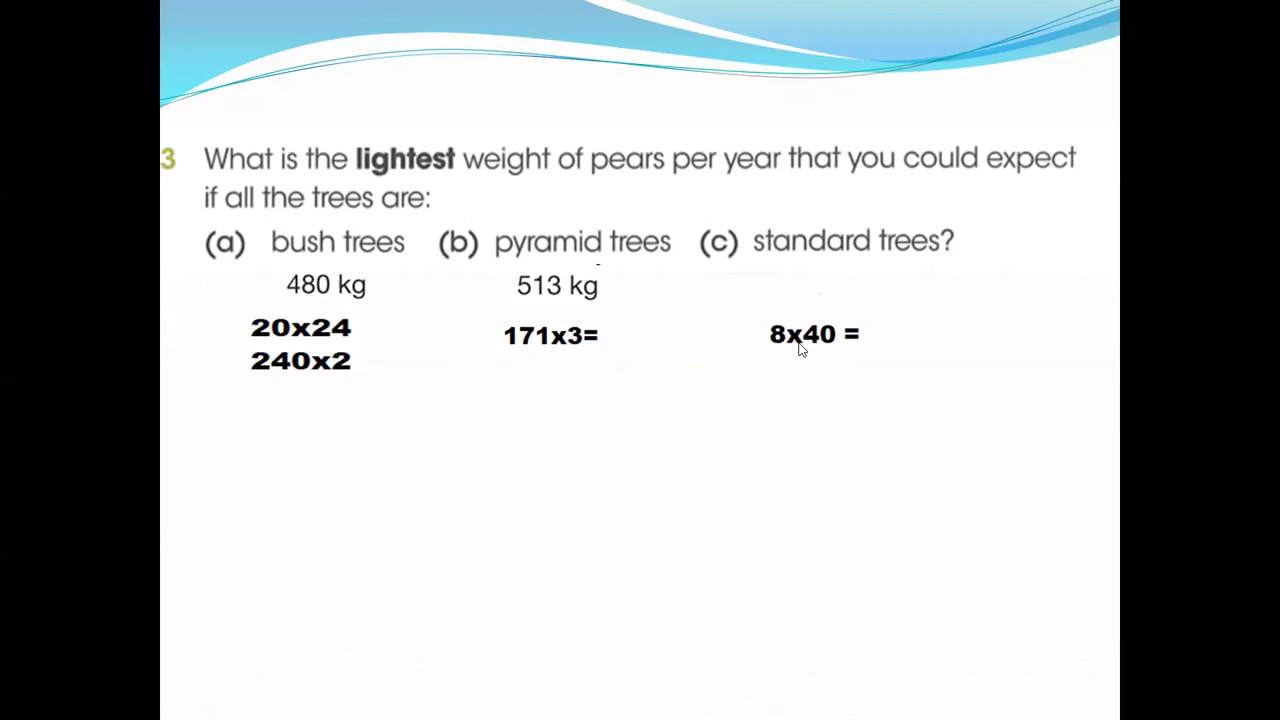 3 What is the lightest weight of pears per year that you could expect
if all the trees are:
(a) bush trees (b) pyramid trees (c) standard trees?
480 kg 513 kg
20x24 171x3= 8x40 =
240x2